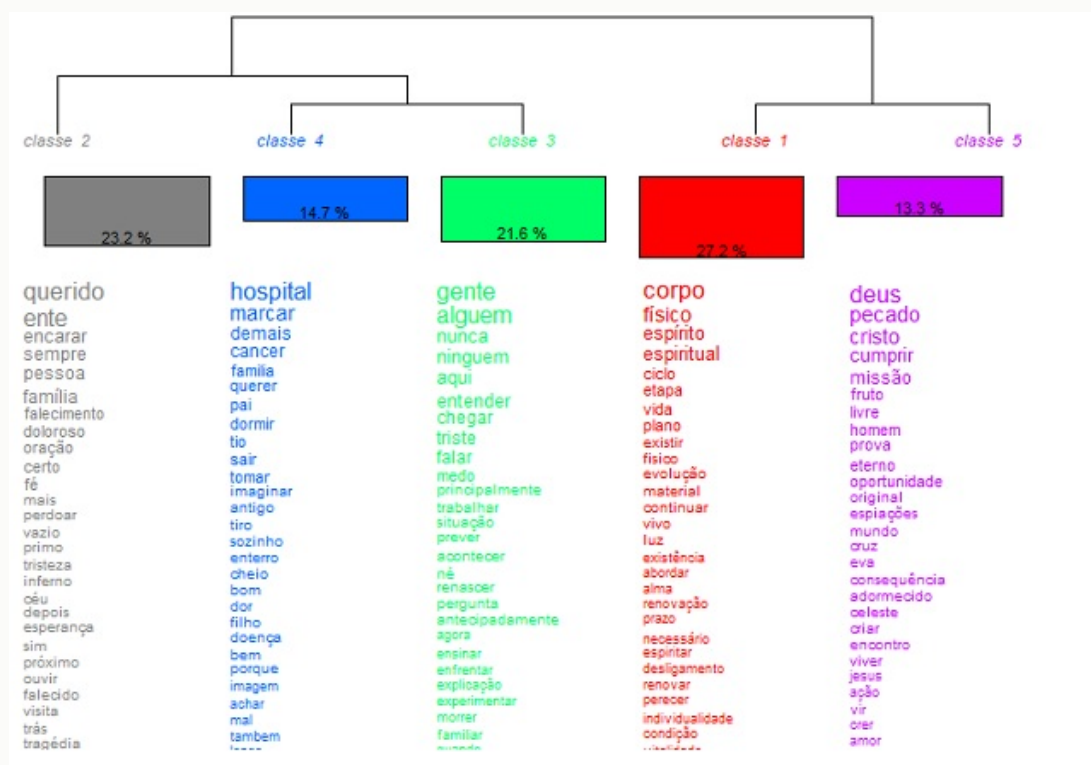 classe 2
classe 4
classe 3
classe 1
classe 5
23.2 %
14.7 %
21.6 %
27.2 %
13.3 %
querido
ente
encarar
sempre
pessoa
família
falecimento
doloroso
oração
certo
fé
mais
perdoar
vazio
primo
tristeza
inferno
céu
depois
esperança
sim
próximo
ouvir
falecido
visita
trás
tragédia
hospital
marcar
demais
cancer
familia
querer
pai
dormir
tio
sair
tomar
imaginar
antigo
tiro
sozinho
enterro
cheio
bom
dor
filho
doença
bem
porque
imagem
achar
mal
tambem
gente
alguem
nunca
ninguem
aqui
entender
chegar
triste
falar
medo
principalmente
trabalhar
situação
prever
acontecer
né
renascer
pergunta
antecipadamente
agora
ensinar
enfrentar
explicação
experimentar
morrer
familiar
corpo
físico
espírito
espiritual
ciclo
etapa
vida
plano
existir
fisico
evolução
material
continuar
vivo
luz
existência
abordar
alma
renovação
prazo
necessário
espiritar
desligamento
renovar
perecer
individualidade
condição
deus
pecado
cristo
cumprir
missão
fruto
livre
homem
prova
eterno
oportunidade
original
espiações
mundo
cruz
eva
consequência
adormecido
celeste
criar
encontro
viver
jesus
ação
vir
crer
amor